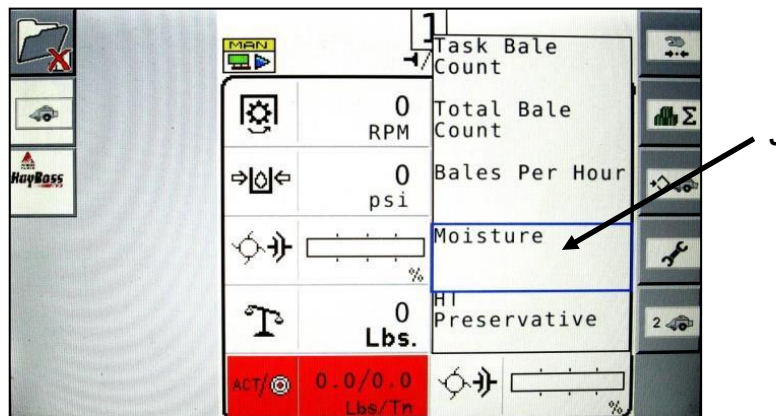 MAN
1
Task Bale
Count
0
RPM
Total Bale
Count
HayBoss
0
psi
Bales Per Hour
Moisture
%
0
Lbs.
HT
Preservative
2
ACT/
0.0/0.0
Lbs/Tn
%
Σ